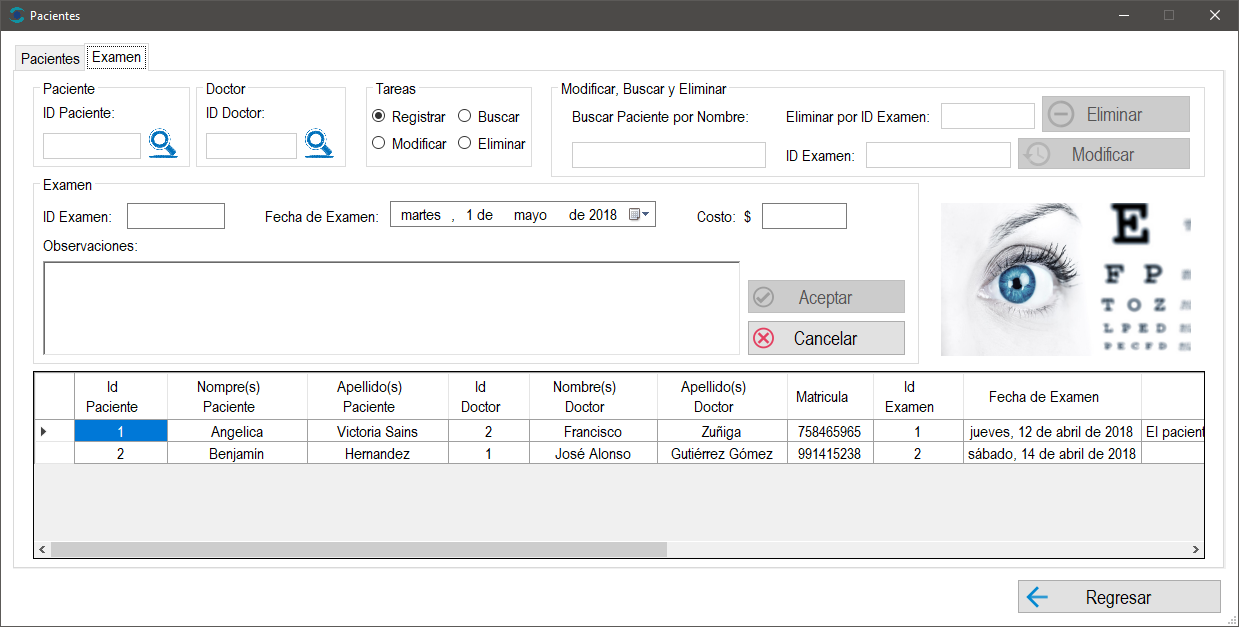 Pacientes
Pacientes Examen
Paciente
ID Paciente:
Doctor
ID Doctor:
Tareas
Registrar Buscar
Modificar Eliminar
Modificar, Buscar y Eliminar
Buscar Paciente por Nombre:
Eliminar por ID Examen:
Eliminar
ID Examen:
Modificar
Examen
ID Examen:
Fecha de Examen: martes , 1 de mayo de 2018
Costo: $
Observaciones:
Aceptar
Cancelar
E
F P
T O Z
L P E D
P E C F D
Id Nompre(s) Apellido(s) Id Nombre(s) Apellido(s) Matricula Id Fecha de Examen
Paciente Paciente Paciente Doctor Doctor Doctor Examen
1 Angelica Victoria Sains 2 Francisco Zuñiga 758465965 1 jueves, 12 de abril de 2018 El pacient
2 Benjamin Hernandez 1 José Alonso Gutiérrez Gómez 991415238 2 sábado, 14 de abril de 2018
Regresar